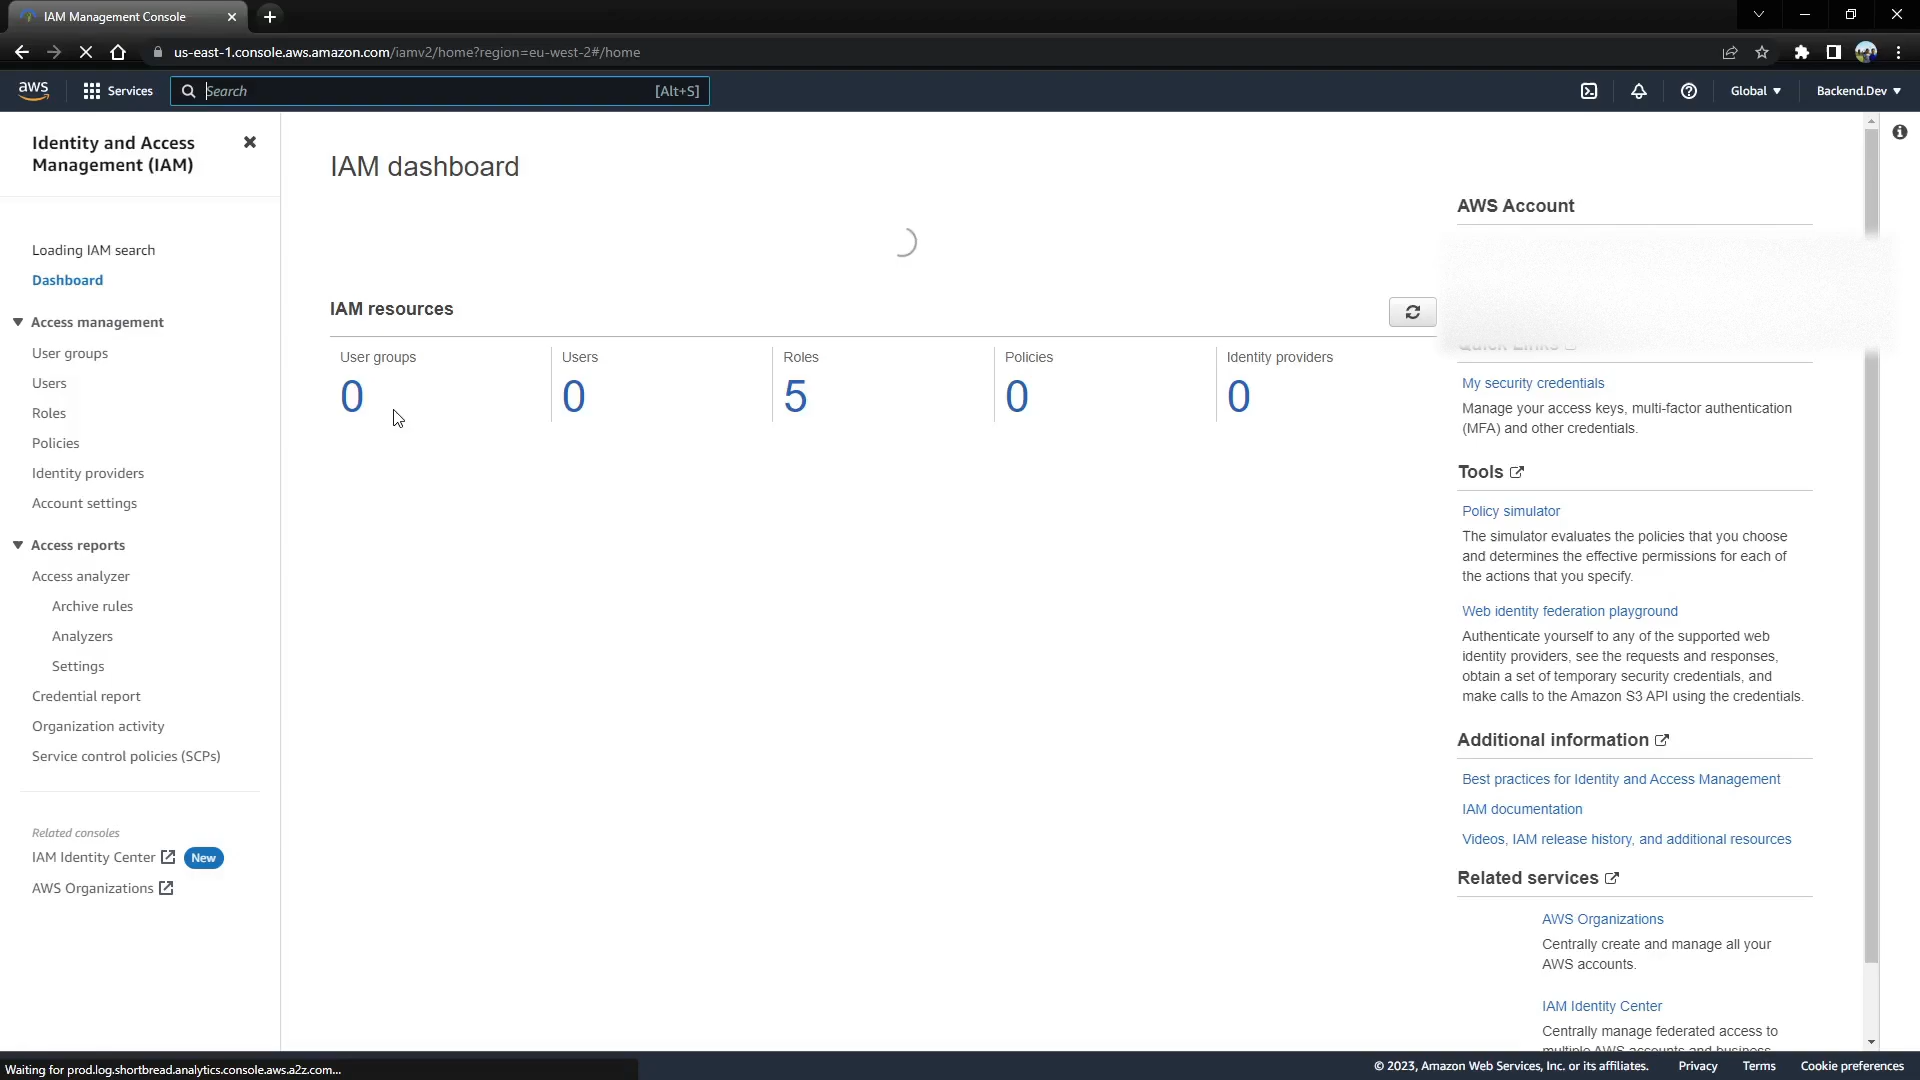 IAM Management Console
us-east-1.console.aws.amazon.com/iamv2/home?region=eu-west-2#/home
aws
Services
Search
[Alt+S]
Global
Backend.Dev
Identity and Access
Management (IAM)
Loading IAM search
Dashboard
Access management
User groups
Users
Roles
Policies
Identity providers
Account settings
Access reports
Access analyzer
Archive rules
Analyzers
Settings
Credential report
Organization activity
Service control policies (SCPs)
Related consoles
IAM Identity Center
New
AWS Organizations
IAM dashboard
IAM resources
User groups
0
Users
0
Roles
5
Policies
0
Identity providers
0
AWS Account
Quick Links
My security credentials
Manage your access keys, multi-factor authentication
(MFA) and other credentials.
Tools
Policy simulator
The simulator evaluates the policies that you choose
and determines the effective permissions for each of
the actions that you specify.
Web identity federation playground
Authenticate yourself to any of the supported web
identity providers, see the requests and responses,
obtain a set of temporary security credentials, and
make calls to the Amazon S3 API using the credentials.
Additional information
Best practices for Identity and Access Management
IAM documentation
Videos, IAM release history, and additional resources
Related services
AWS Organizations
Centrally create and manage all your
AWS accounts.
IAM Identity Center
Centrally manage federated access to
multiple AWS accounts and business
Waiting for prod.log.shortbread.analytics.console.aws.a2z.com...
© 2023, Amazon Web Services, Inc. or its affiliates.
Privacy
Terms
Cookie preferences